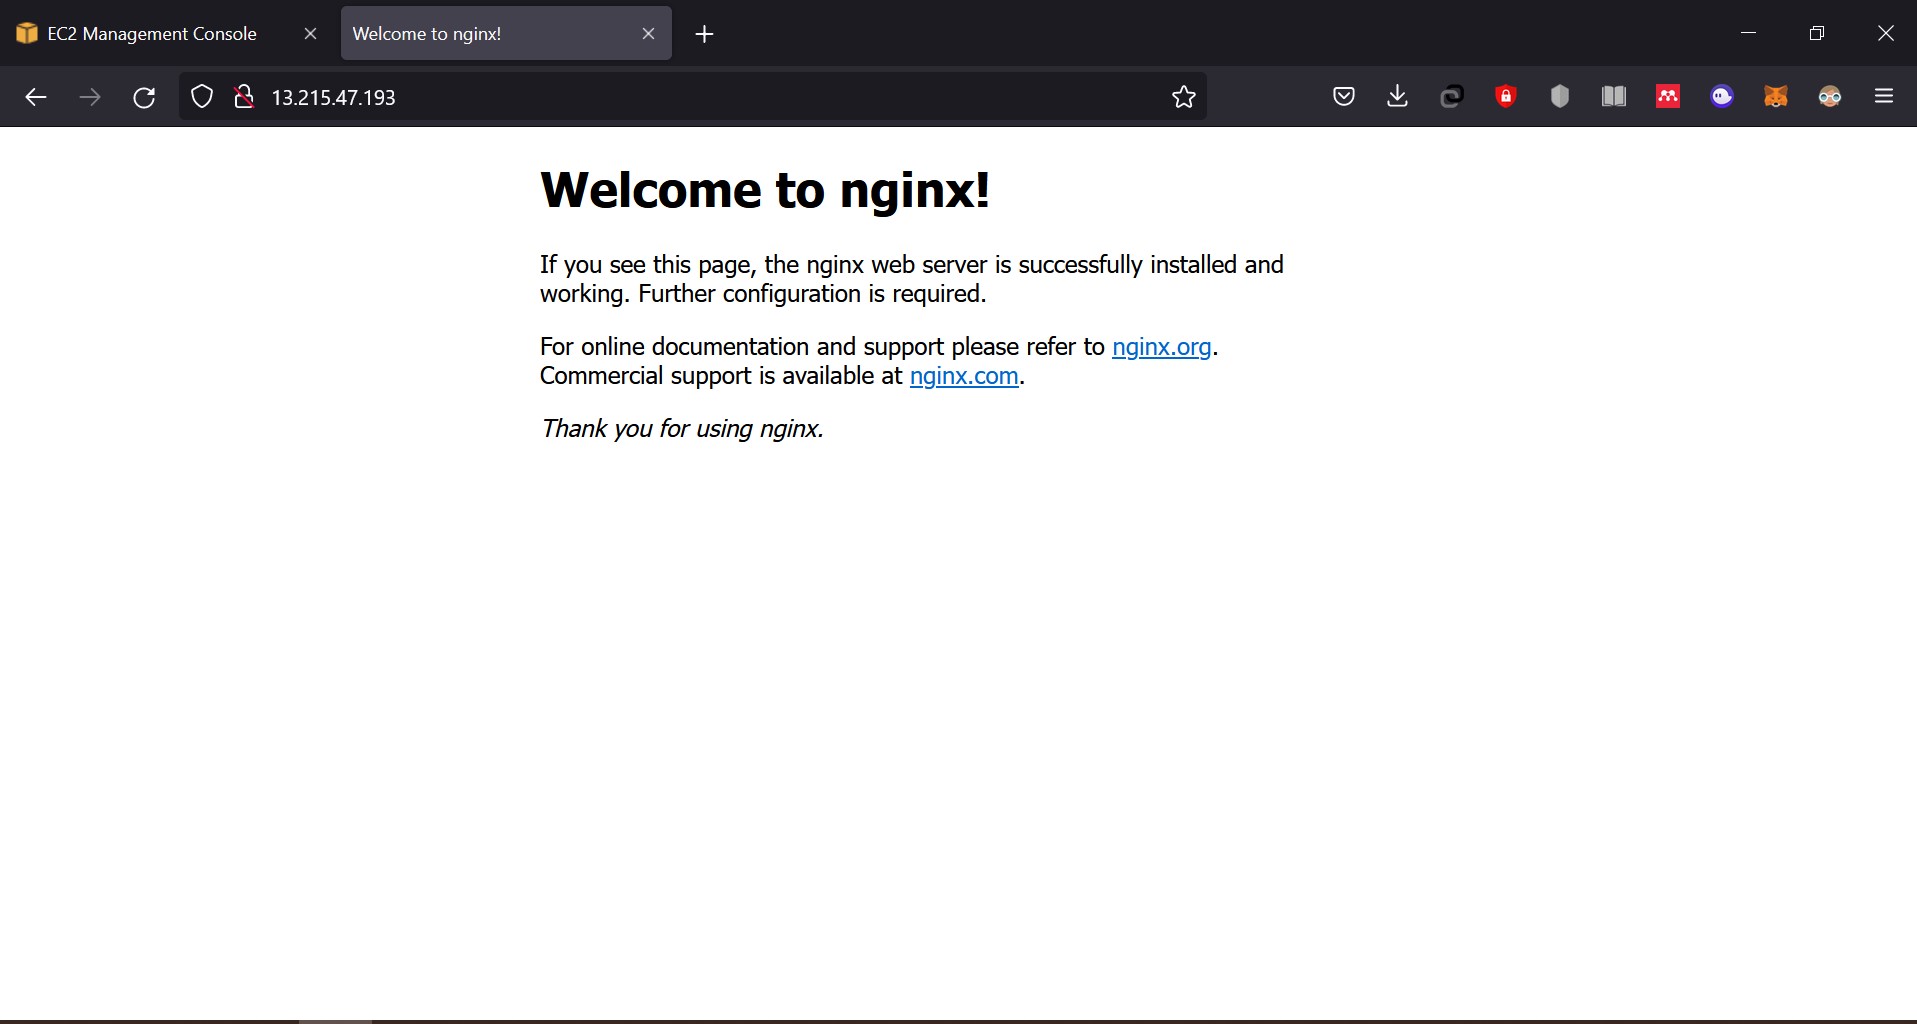 EC2 Management Console
Welcome to nginx!
13.215.47.193
Welcome to nginx!
If you see this page, the nginx web server is successfully installed and
working. Further configuration is required.
For online documentation and support please refer to nginx.org.
Commercial support is available at nginx.com.
Thank you for using nginx.